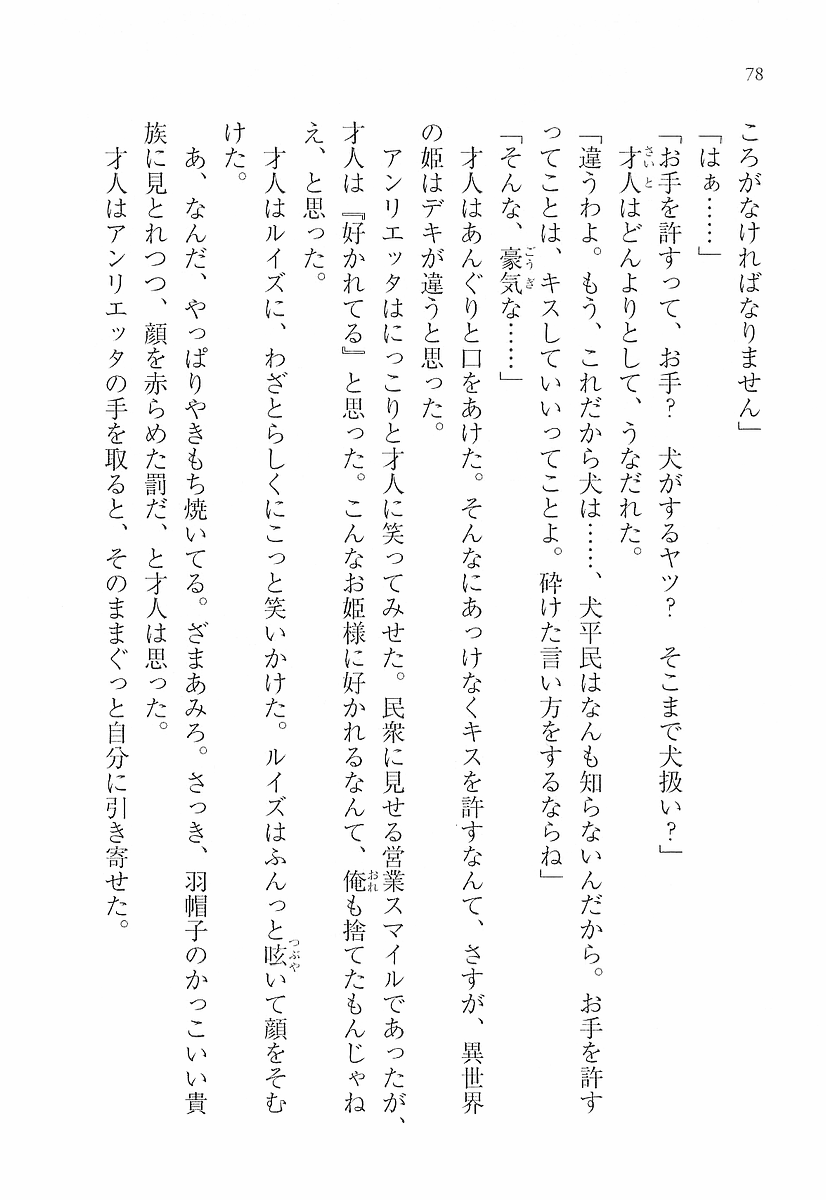 78
ころがなければなりません」
「はぁ……」
「お手を許すって、お手？　犬がするヤツ？　そこまで犬扱い？」
才人はどんよりとして、うなだれた。
「違うわよ。もう、これだから犬は……、犬平民はなんも知らないんだから。お手を許す
ってことは、キスしていいってことよ。砕けた言い方をするならね」
「そんな、豪気な……」
才人はあんぐりと口をあけた。そんなにあっけなくキスを許すなんて、さすが、異世界
の姫はデキが違うと思った。
アンリエッタはにっこりと才人に笑ってみせた。民衆に見せる営業スマイルであったが、
才人は『好かれてる』と思った。こんなお姫様に好かれるなんて、俺も捨てたもんじゃね
え、と思った。
才人はルイズに、わざとらしくにこっと笑いかけた。ルイズはふんっと呟いて顔をそむ
けた。
あ、なんだ、やっぱりやきもち焼いてる。ざまあみろ。さっき、羽帽子のかっこいい貴
族に見とれつつ、顔を赤らめた罰だ、と才人は思った。
才人はアンリエッタの手を取ると、そのままぐっと自分に引き寄せた。